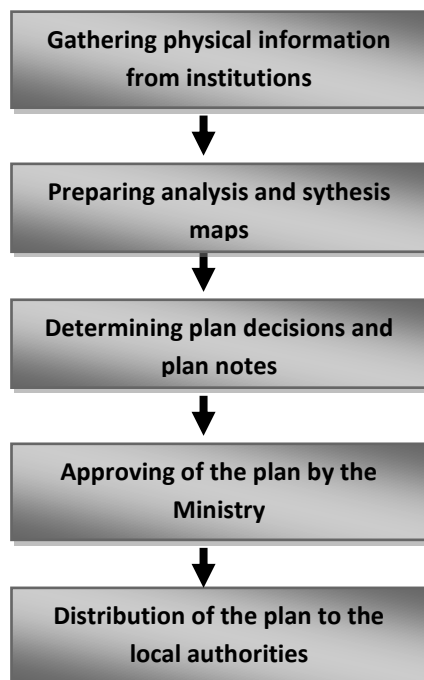 Gathering physical information
from institutions
Preparing analysis and sythesis
maps
Determining plan decisions and
plan notes
Approving of the plan by the
Ministry
Distribution of the plan to the
local authorities